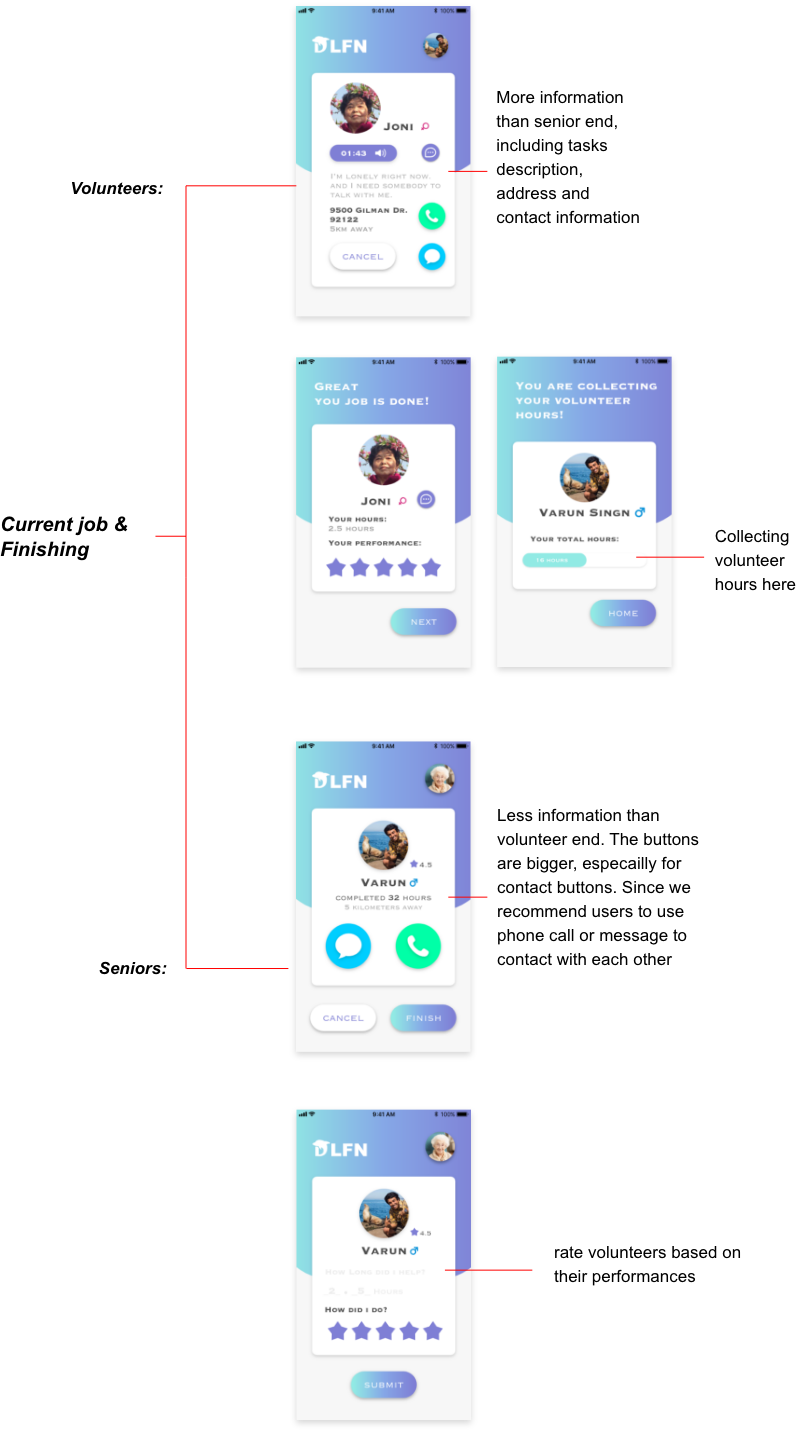 9:41 AM
100%
DLFN
JONI
01:43
I'M LONELY RIGHT NOW.
AND I NEED SOMEBODY TO
TALK WITH ME.
9500 GILMAN DR.
92122
5KM AWAY
CANCEL
More information
than senior end,
including tasks
description,
address and
contact information
Volunteers:
9:41 AM
100%
GREAT
YOU JOB IS DONE!
JONI
YOUR HOURS:
2.5 HOURS
YOUR PERFORMANCE:
NEXT
9:41 AM
100%
YOU ARE COLLECTING
YOUR VOLUNTEER
HOURS!
VARUN SINGN
YOUR TOTAL HOURS:
16 HOURS
HOME
Collecting
volunteer
hours here
Current job &
Finishing
9:41 AM
100%
DLFN
4.5
VARUN
COMPLETED 32 HOURS
5 KILOMETERS AWAY
CANCEL
FINISH
Less information than
volunteer end. The buttons
are bigger, especailly for
contact buttons. Since we
recommend users to use
phone call or message to
contact with each other
Seniors:
9:41 AM
100%
DLFN
4.5
VARUN
HOW LONG DID I HELP?
_2_ . _5_ HOURS
HOW DID I DO?
SUBMIT
rate volunteers based on
their performances